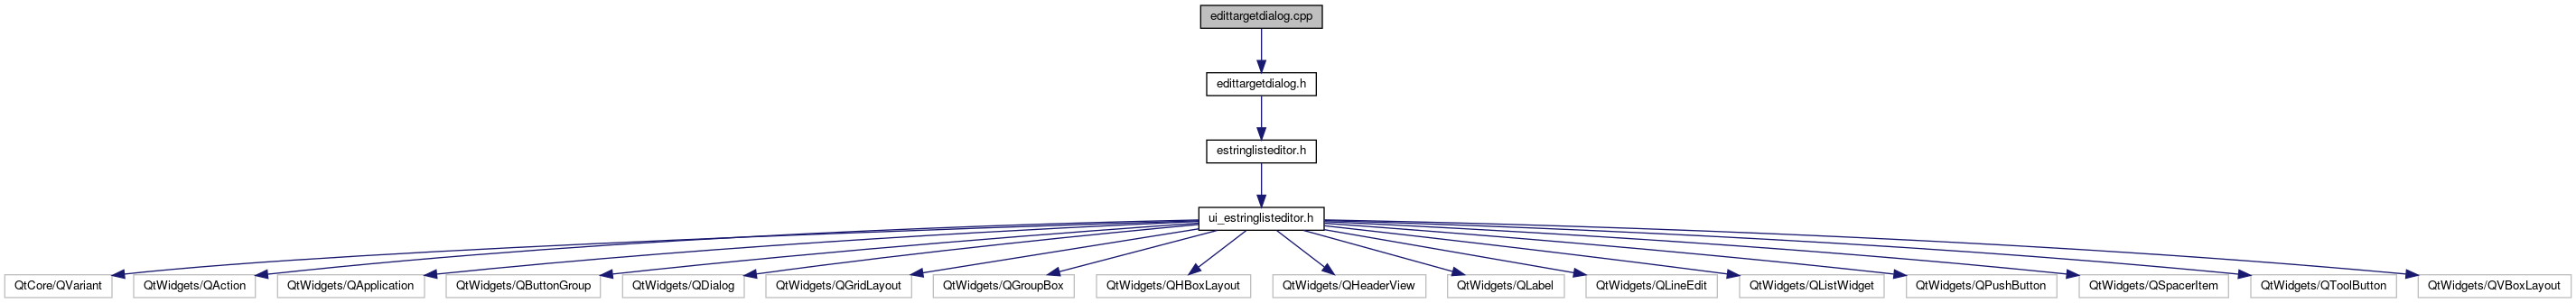 edittargetdialog.cpp
edittargetdialog.h
estringlisteditor.h
ui_estringlisteditor.h
QtCore/QVariant
QtWidgets/QAction
QtWidgets/QApplication
QtWidgets/QButtonGroup
QtWidgets/QDialog
QtWidgets/QGridLayout
QtWidgets/QGroupBox
QtWidgets/QHBoxLayout
QtWidgets/QHeaderView
QtWidgets/QLabel
QtWidgets/QLineEdit
QtWidgets/QListWidget
QtWidgets/QPushButton
QtWidgets/QSpacerItem
QtWidgets/QToolButton
QtWidgets/QVBoxLayout